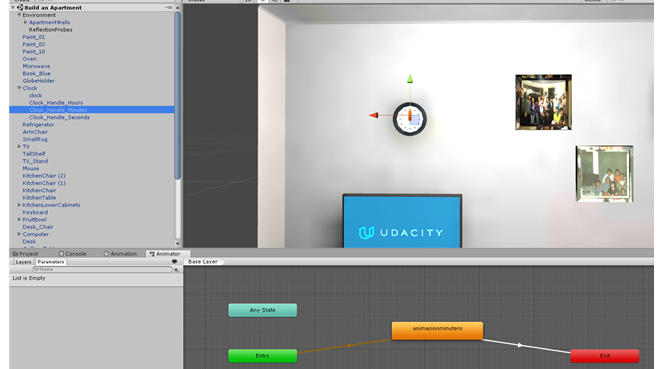 Build an Apartment
Environment
ApartmentWalls
ReflectionProbes
Paint_01
Paint_02
Paint_10
Oven
Microwave
Book_Blue
GlobeHolder
Clock
clock
Clock_Handle_Hours
Clock_Handle_Minutes
Clock_Handle_Seconds
Refrigerator
ArmChair
SmallRug
TV
TallShelf
TV_Stand
Mouse
KitchenChair (2)
KitchenChair (1)
KitchenChair
KitchenTable
KitchenLowerCabinets
Keyboard
FruitBowl
Desk_Chair
Computer
Desk
UDACITY
Project Console Animation Animator
Layers Parameters
Base Layer
Name
List is Empty
Any State
animacionminutero
Entry
Exit